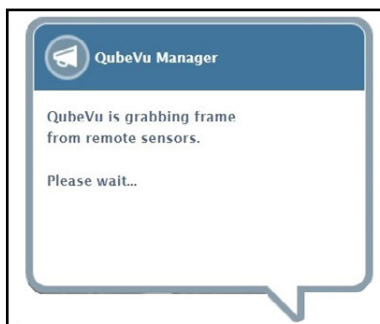 QubeVu Manager
QubeVu is grabbing frame
from remote sensors.
Please wait...